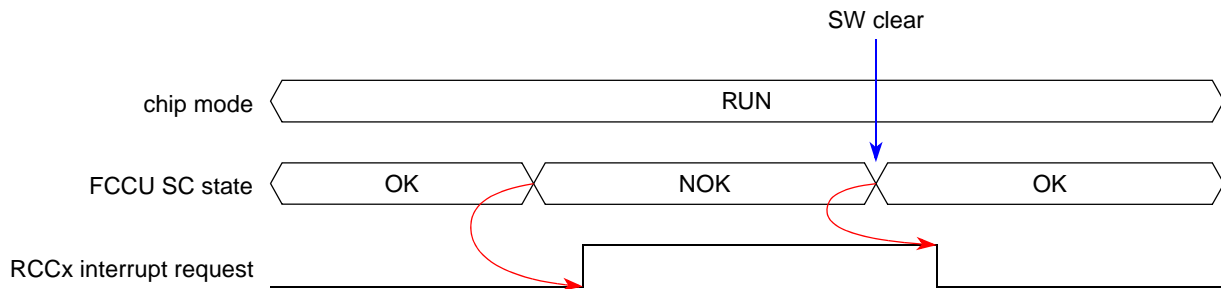 SW clear
chip mode
RUN
FCCU SC state
OK
NOK
OK
RCCx interrupt request